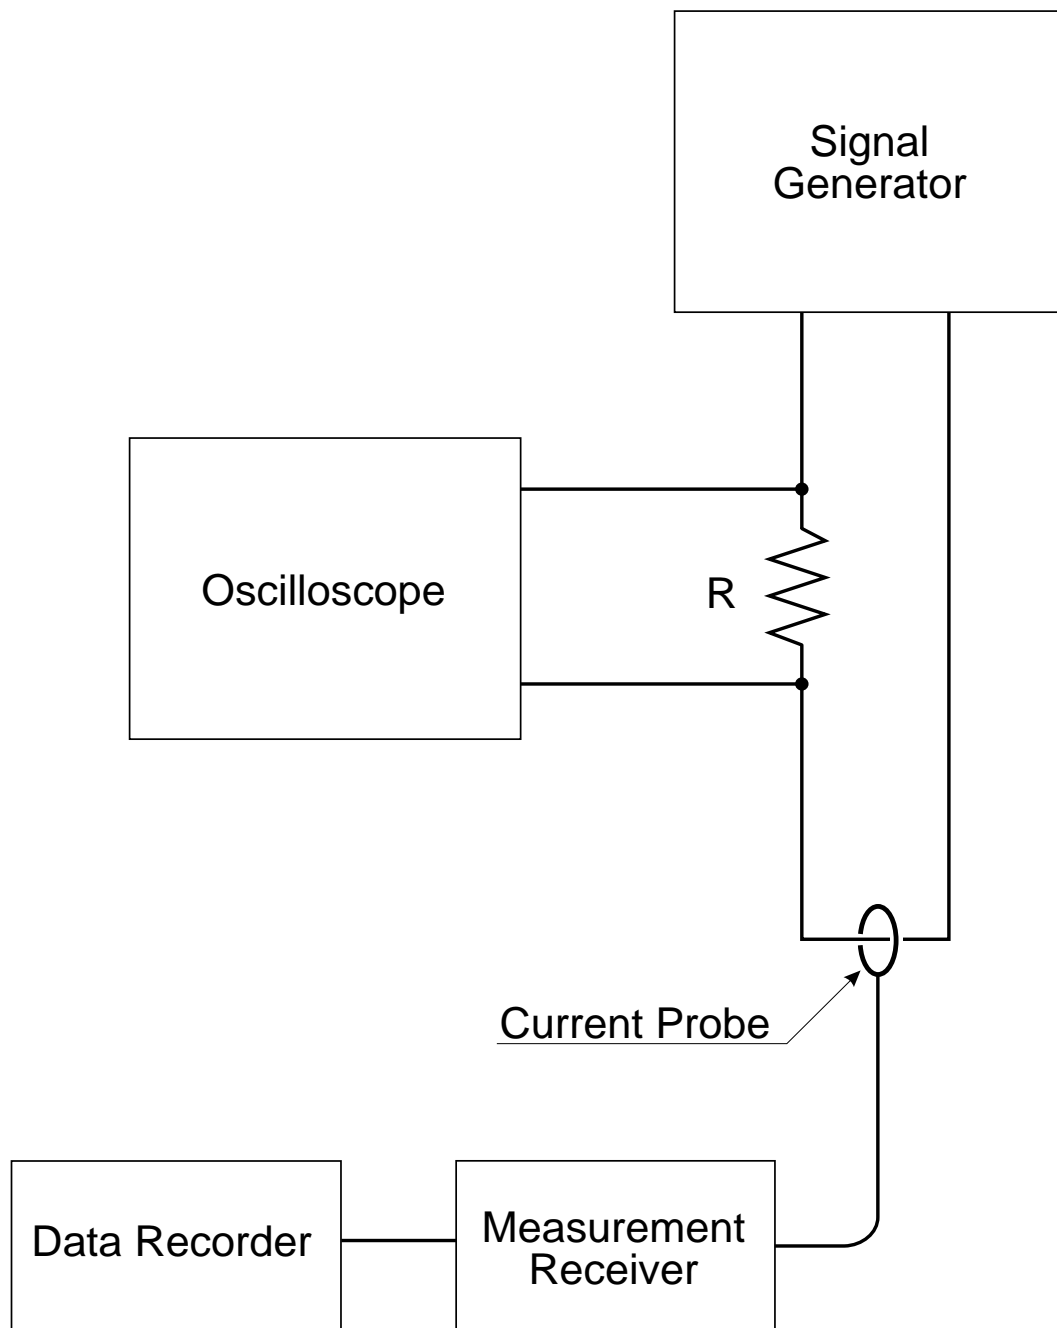 Signal
Generator
Oscilloscope
R
Current Probe
Data Recorder
Measurement
Receiver